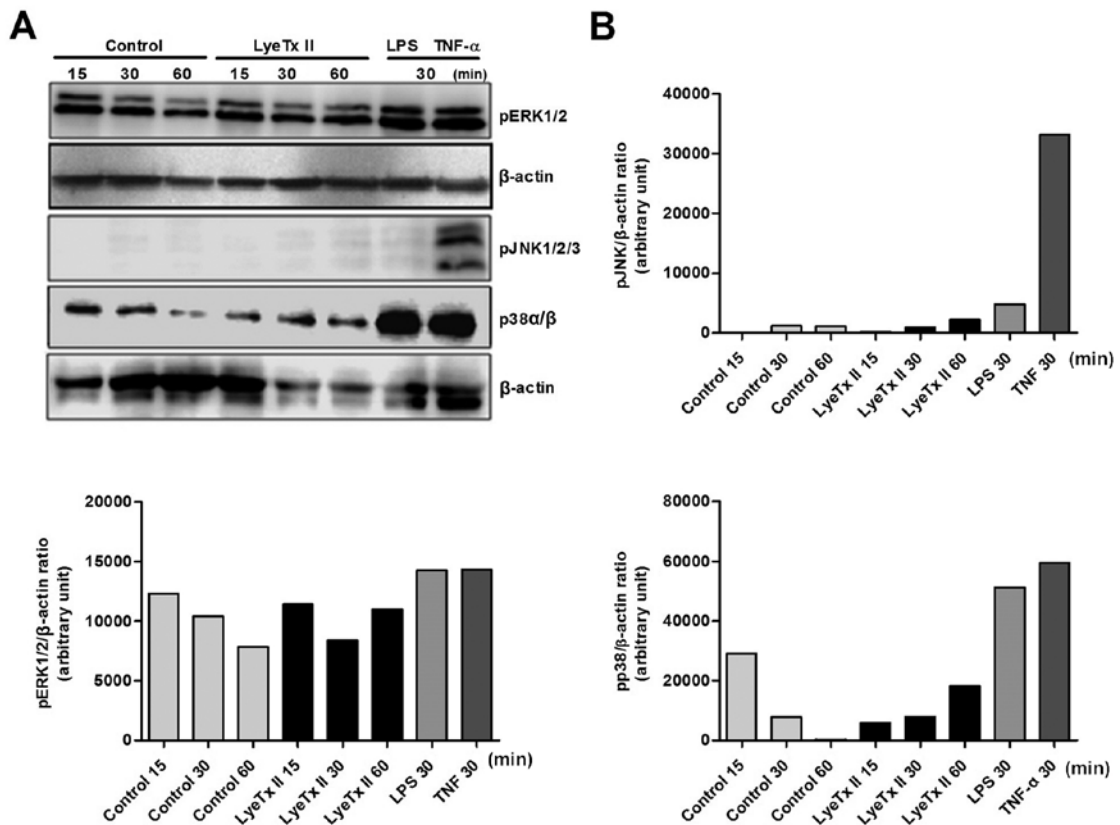 A
Control LyeTx II LPS TNF-α
15 30 60 15 30 60 30 (min)
pERK1/2
β-actin
pJNK1/2/3
p38α/β
β-actin
B
pJNK/β-actin ratio
(arbitrary unit)
40000
30000
20000
10000
0
Control 15
Control 30
Control 60
LyeTx II 15
LyeTx II 30
LyeTx II 60
LPS 30
TNF 30
(min)
pERK1/2/β-actin ratio
(arbitrary unit)
20000
15000
10000
5000
0
Control 15
Control 30
Control 60
LyeTx II 15
LyeTx II 30
LyeTx II 60
LPS 30
TNF 30
(min)
pp38/β-actin ratio
(arbitrary unit)
80000
60000
40000
20000
0
Control 15
Control 30
Control 60
LyeTx II 15
LyeTx II 30
LyeTx II 60
LPS 30
TNF-α 30
(min)